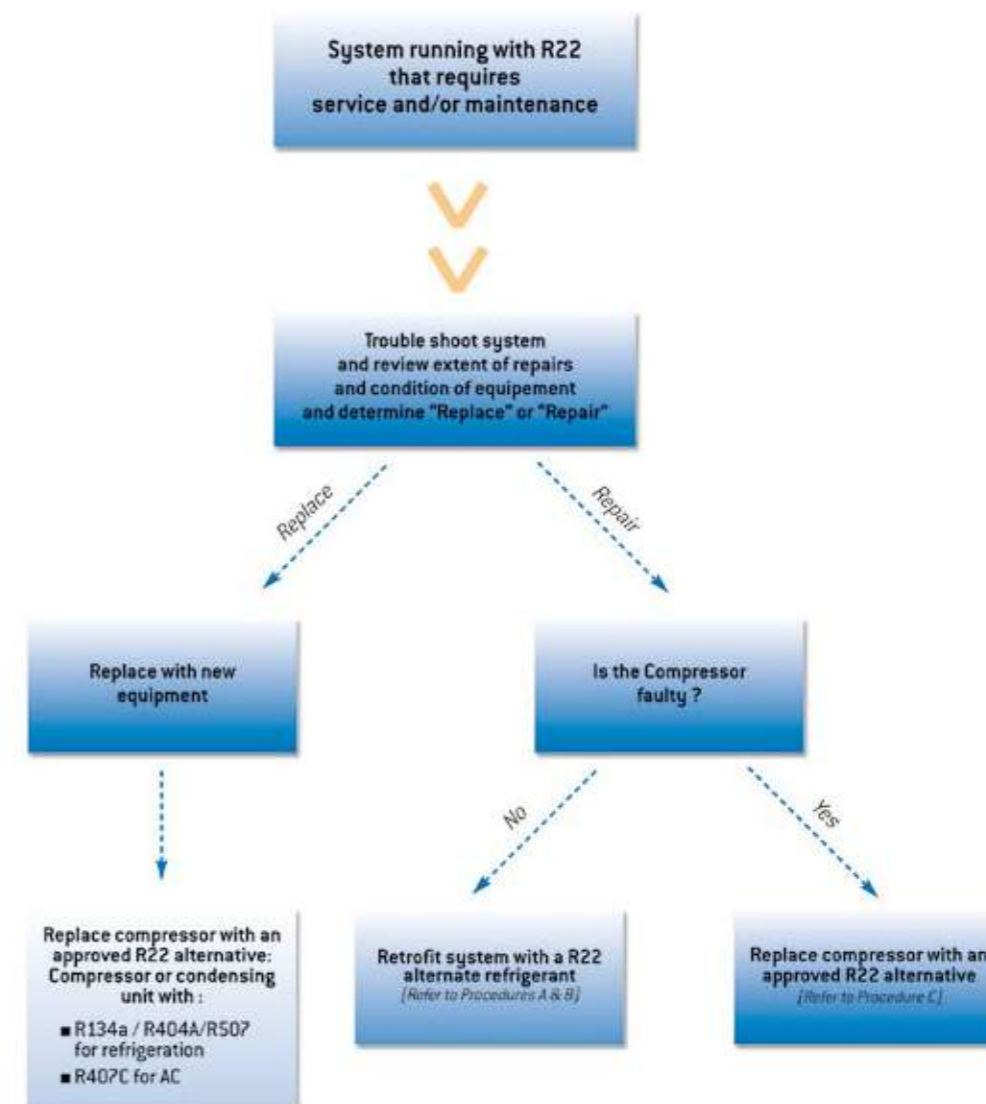 System running with R22
that requires
service and/or maintenance
Trouble shoot system
and review extent of repairs
and condition of equipement
and determine "Replace" or "Repair"
Replace
Repair
Replace with new
equipment
Is the Compressor
faulty ?
No
Yes
Replace compressor with an
approved R22 alternative:
Compressor or condensing
unit with :
■ R134a / R404A/R507
for refrigeration
■ R407C for AC
Retrofit system with a R22
alternate refrigerant
[Refer to Procedures A & B]
Replace compressor with an
approved R22 alternative
[Refer to Procedure C]